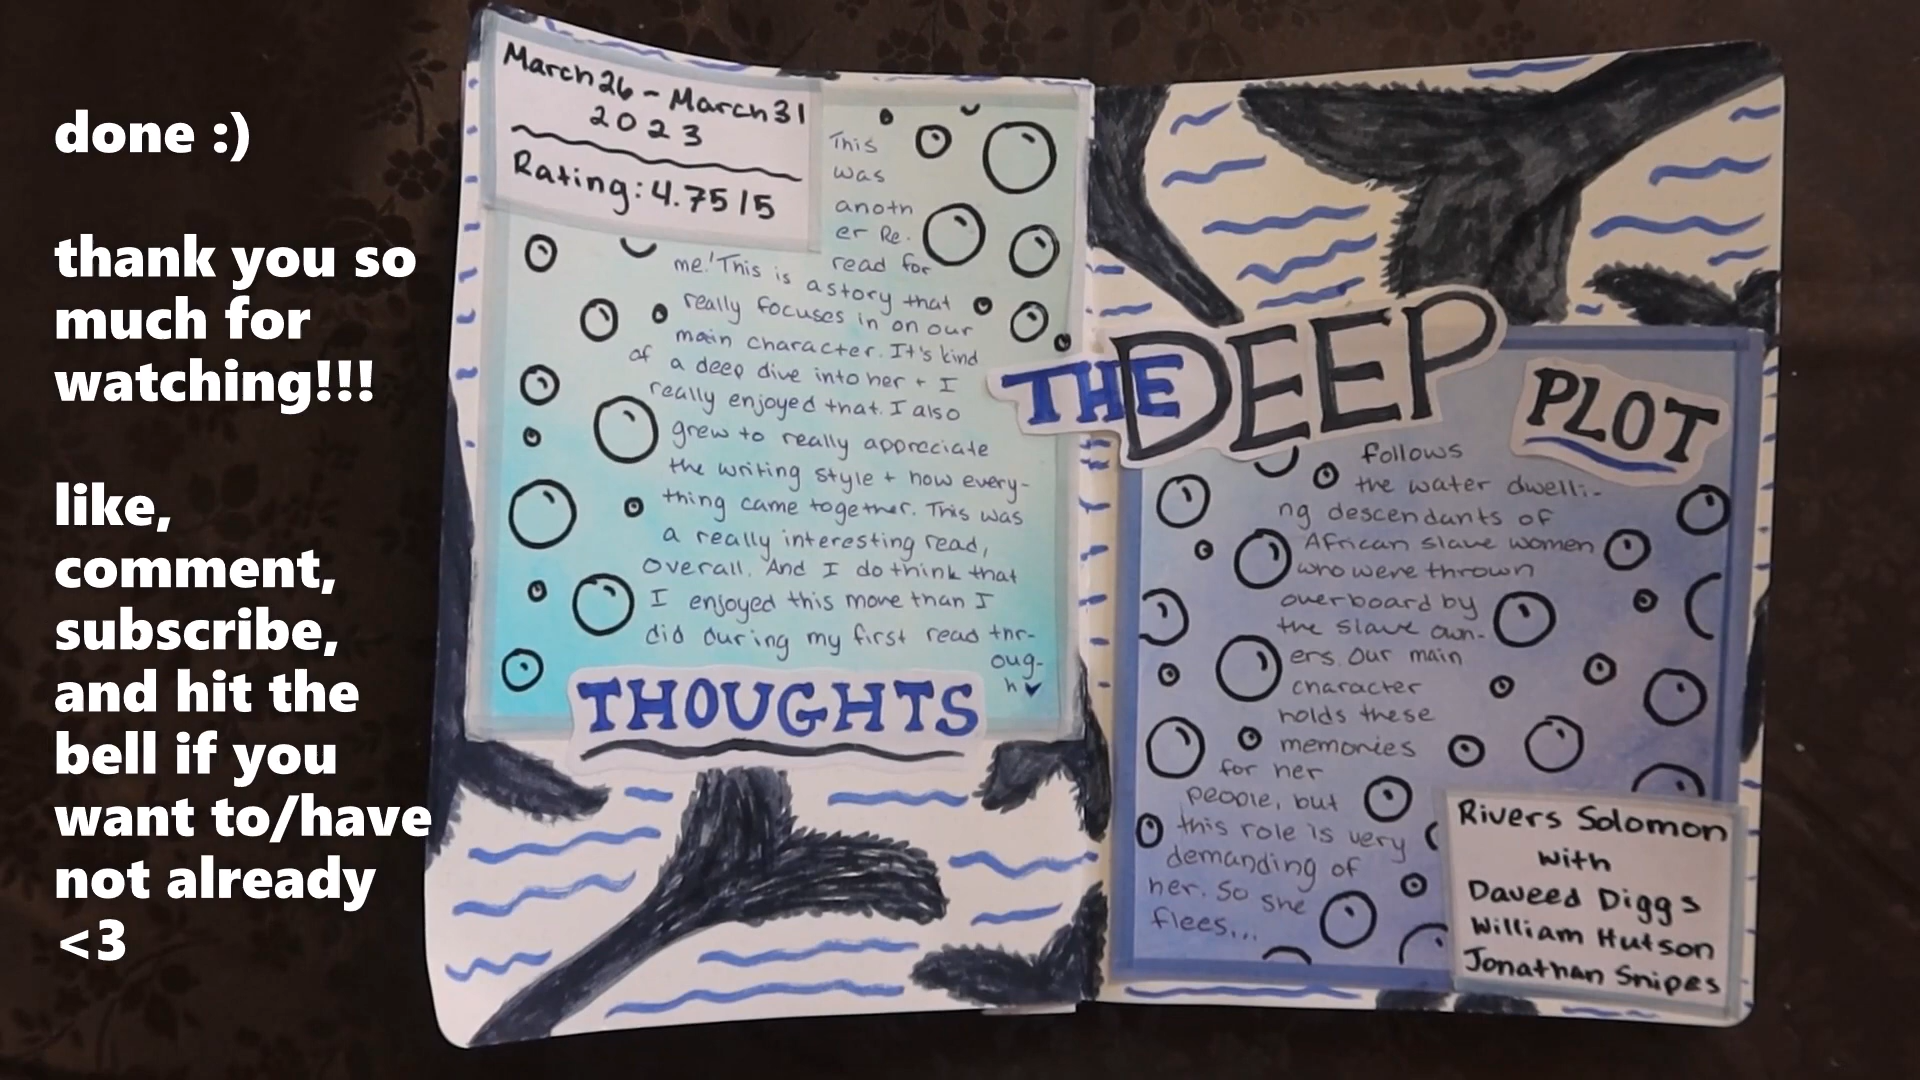 done :)
thank you so
much for
watching!!!
like,
comment,
subscribe,
and hit the
bell if you
want to/have
not already
<3
March 26 - March 31
2023
Rating: 4.75/5
This
was
anoth
er Re-
read for
me! This is
a story that
really focuses in on our
main character. It's kind
of a deep dive into her + I
really enjoyed that. I also
grew to really appreciate
the writing style + how every-
thing came together. This was
a really interesting read,
overall. And I do think that
I enjoyed this more than I
did during my first read thr-
oug-
h
THOUGHTS
THE DEEP
PLOT
follows
the water dwelli-
ng descendants of
African slave women
who were thrown
overboard by
the slave own-
ers. Our main
character
holds these
memories
for her
people, but
this role is very
demanding of
her. So she
flees...
Rivers Solomon
with
Daveed Diggs
William Hutson
Jonathan Snipes